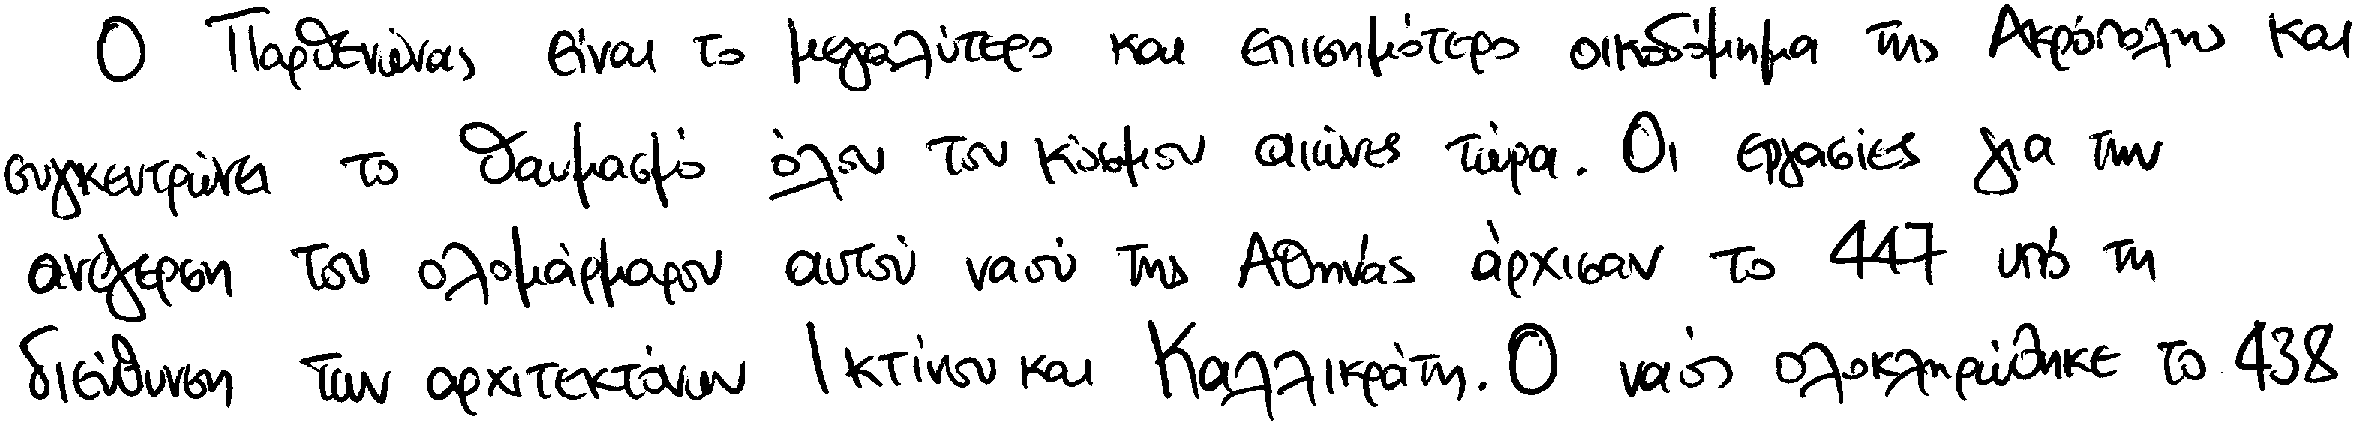 Ο Παρθενώνας είναι το μεγαλύτερο και επισημότερο οικοδόμημα της Ακρόπολης και
συγκεντρώνει το θαυμασμό όλου του κόσμου αιώνες τώρα. Οι εργασίες για την
ανέγερση του ολομάρμαρου αυτού ναού της Αθηνάς άρχισαν το 447 υπό τη
διεύθυνση των αρχιτεκτόνων Ικτίνου και Καλλικράτη. Ο ναός ολοκληρώθηκε το 438